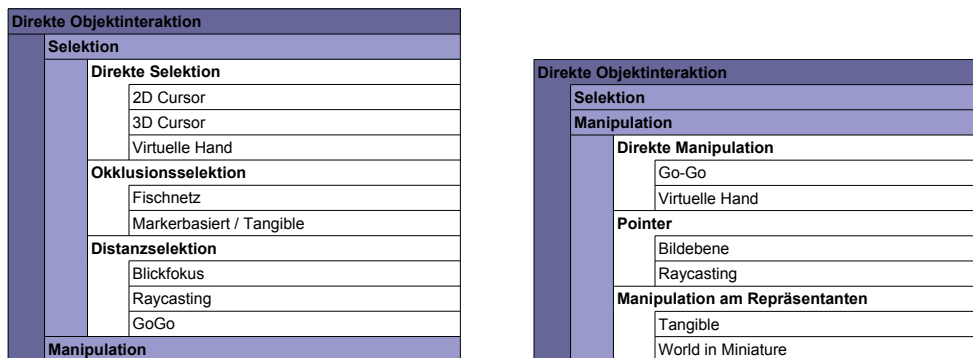 Direkte Objektinteraktion
Selektion
Direkte Selektion
2D Cursor
3D Cursor
Virtuelle Hand
Okklusionsselektion
Fischnetz
Markerbasiert / Tangible
Distanzselektion
Blickfokus
Raycasting
GoGo
Manipulation
Direkte Objektinteraktion
Selektion
Manipulation
Direkte Manipulation
Go-Go
Virtuelle Hand
Pointer
Bildebene
Raycasting
Manipulation am Repräsentanten
Tangible
World in Miniature